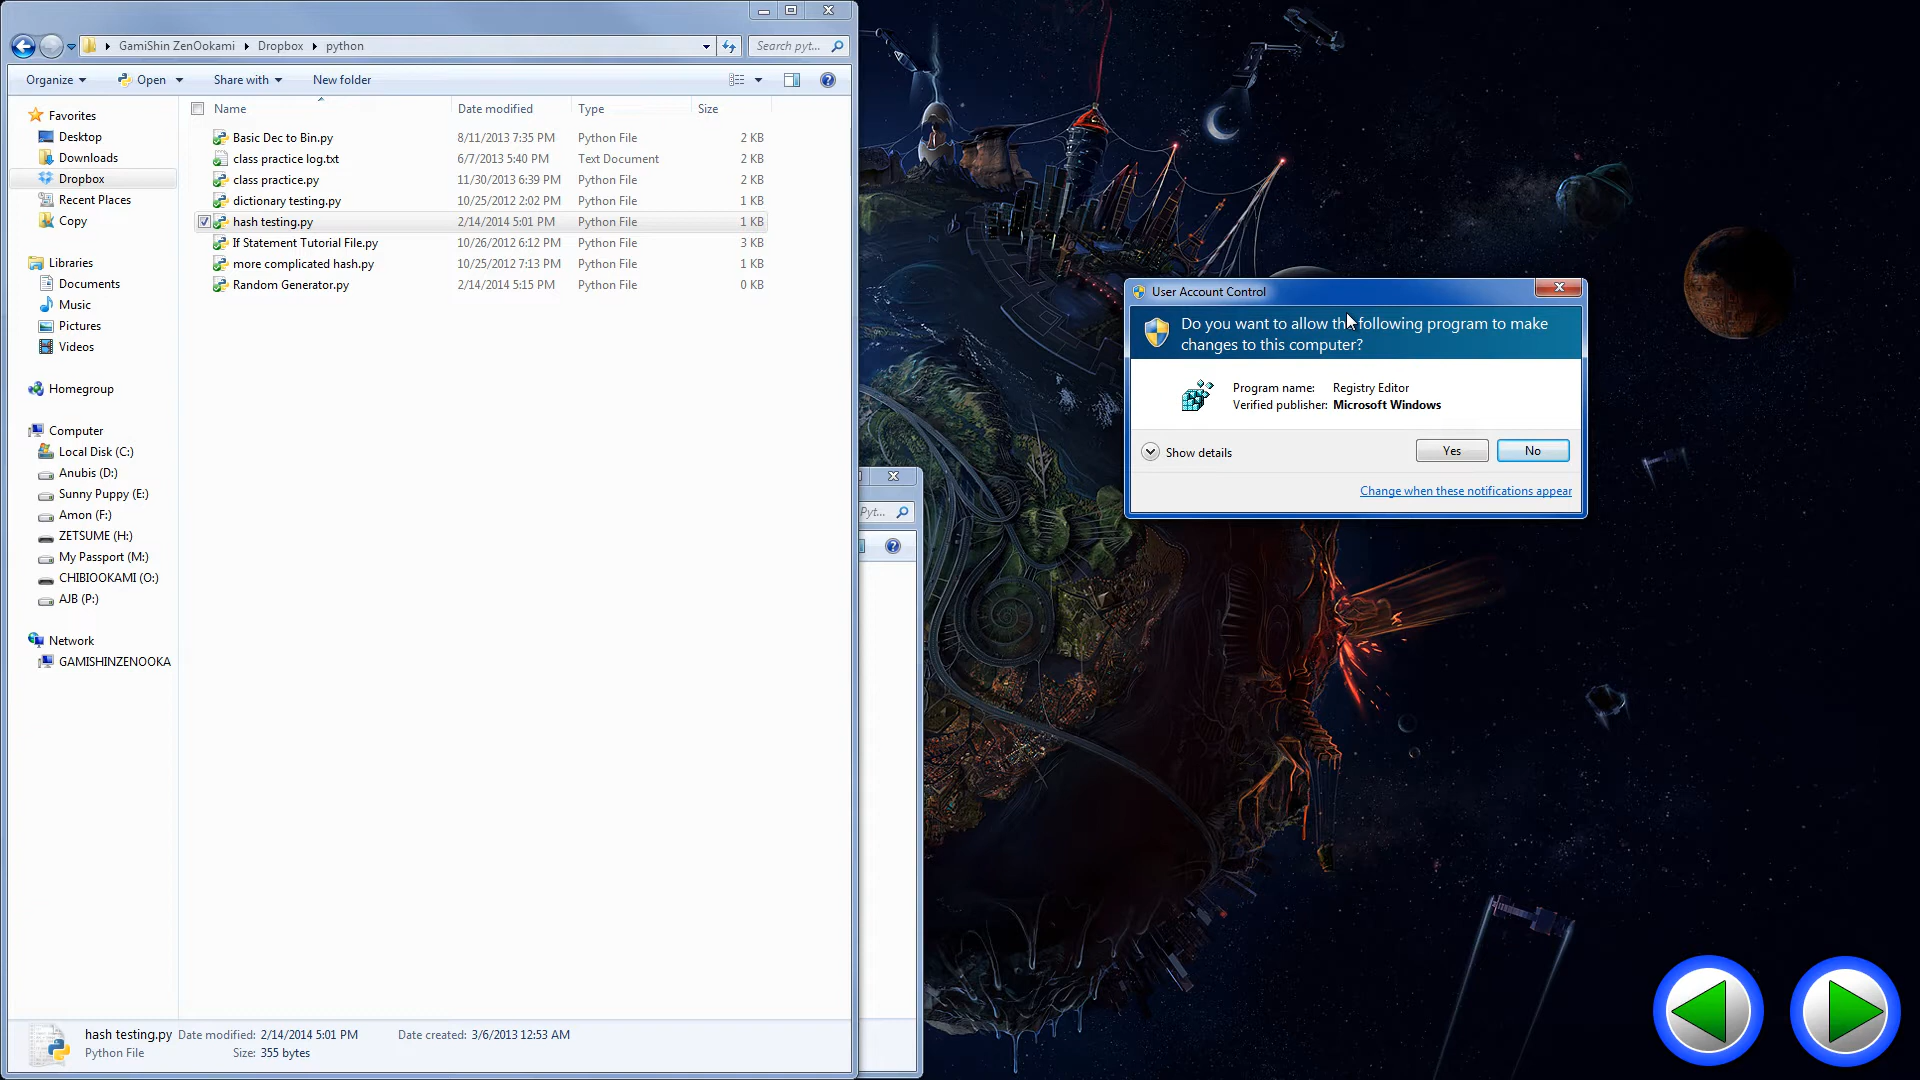 GamiShin ZenOokami Dropbox python
Search pyt...
Organize Open Share with New folder
Name Date modified Type Size
Favorites
Desktop
Downloads
Dropbox
Recent Places
Copy
Libraries
Documents
Music
Pictures
Videos
Homegroup
Computer
Local Disk (C:)
Anubis (D:)
Sunny Puppy (E:)
Amon (F:)
ZETSUME (H:)
My Passport (M:)
CHIBIOOKAMI (O:)
AJB (P:)
Network
GAMISHINZENOOKA
Basic Dec to Bin.py 8/11/2013 7:35 PM Python File 2 KB
class practice log.txt 6/7/2013 5:40 PM Text Document 2 KB
class practice.py 11/30/2013 6:39 PM Python File 2 KB
dictionary testing.py 10/25/2012 2:02 PM Python File 1 KB
hash testing.py 2/14/2014 5:01 PM Python File 1 KB
If Statement Tutorial File.py 10/26/2012 6:12 PM Python File 3 KB
more complicated hash.py 10/25/2012 7:13 PM Python File 1 KB
Random Generator.py 2/14/2014 5:15 PM Python File 0 KB
hash testing.py Date modified: 2/14/2014 5:01 PM Date created: 3/6/2013 12:53 AM
Python File Size: 355 bytes
Pyt...
User Account Control
Do you want to allow the following program to make
changes to this computer?
Program name: Registry Editor
Verified publisher: Microsoft Windows
Show details Yes No
Change when these notifications appear